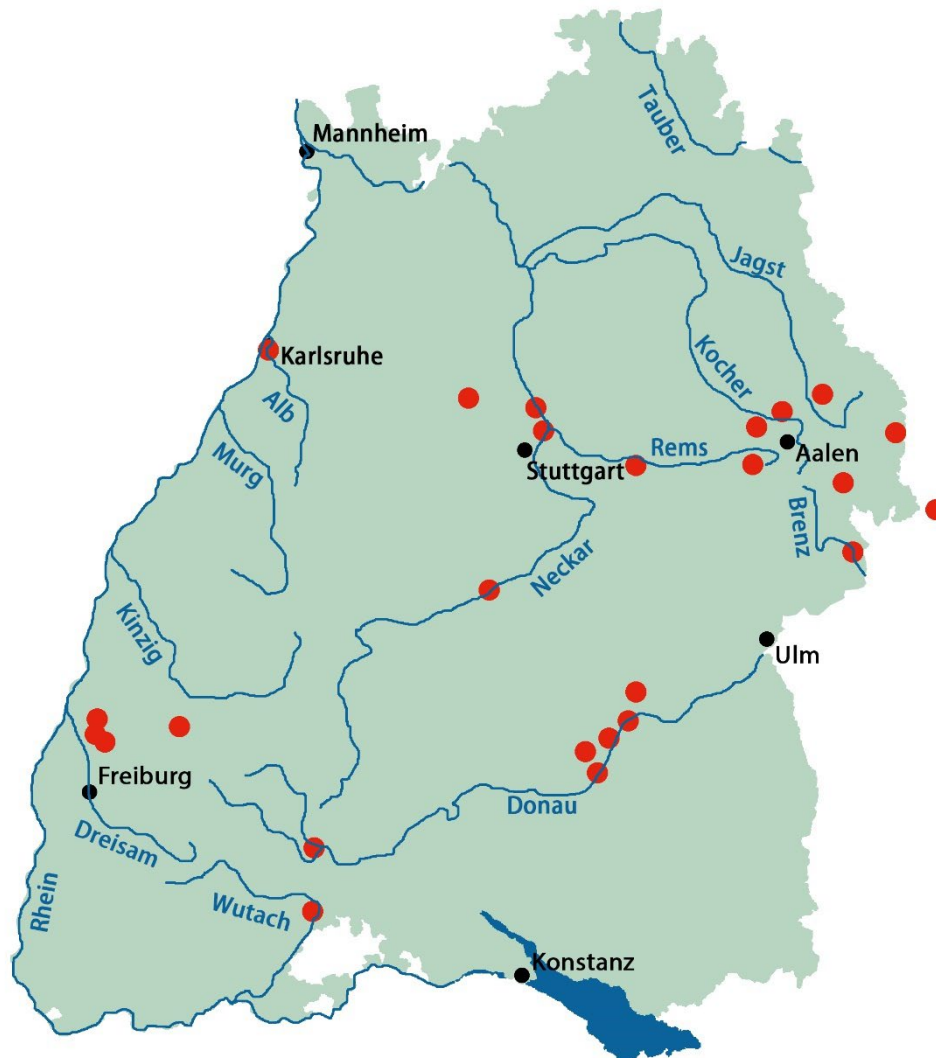 Mannheim
Tauber
Jagst
Karlsruhe
Alb
Kocher
Murg
Stuttgart
Rems
Aalen
Brenz
Neckar
Kinzig
Ulm
Freiburg
Donau
Dreisam
Rhein
Wutach
Konstanz